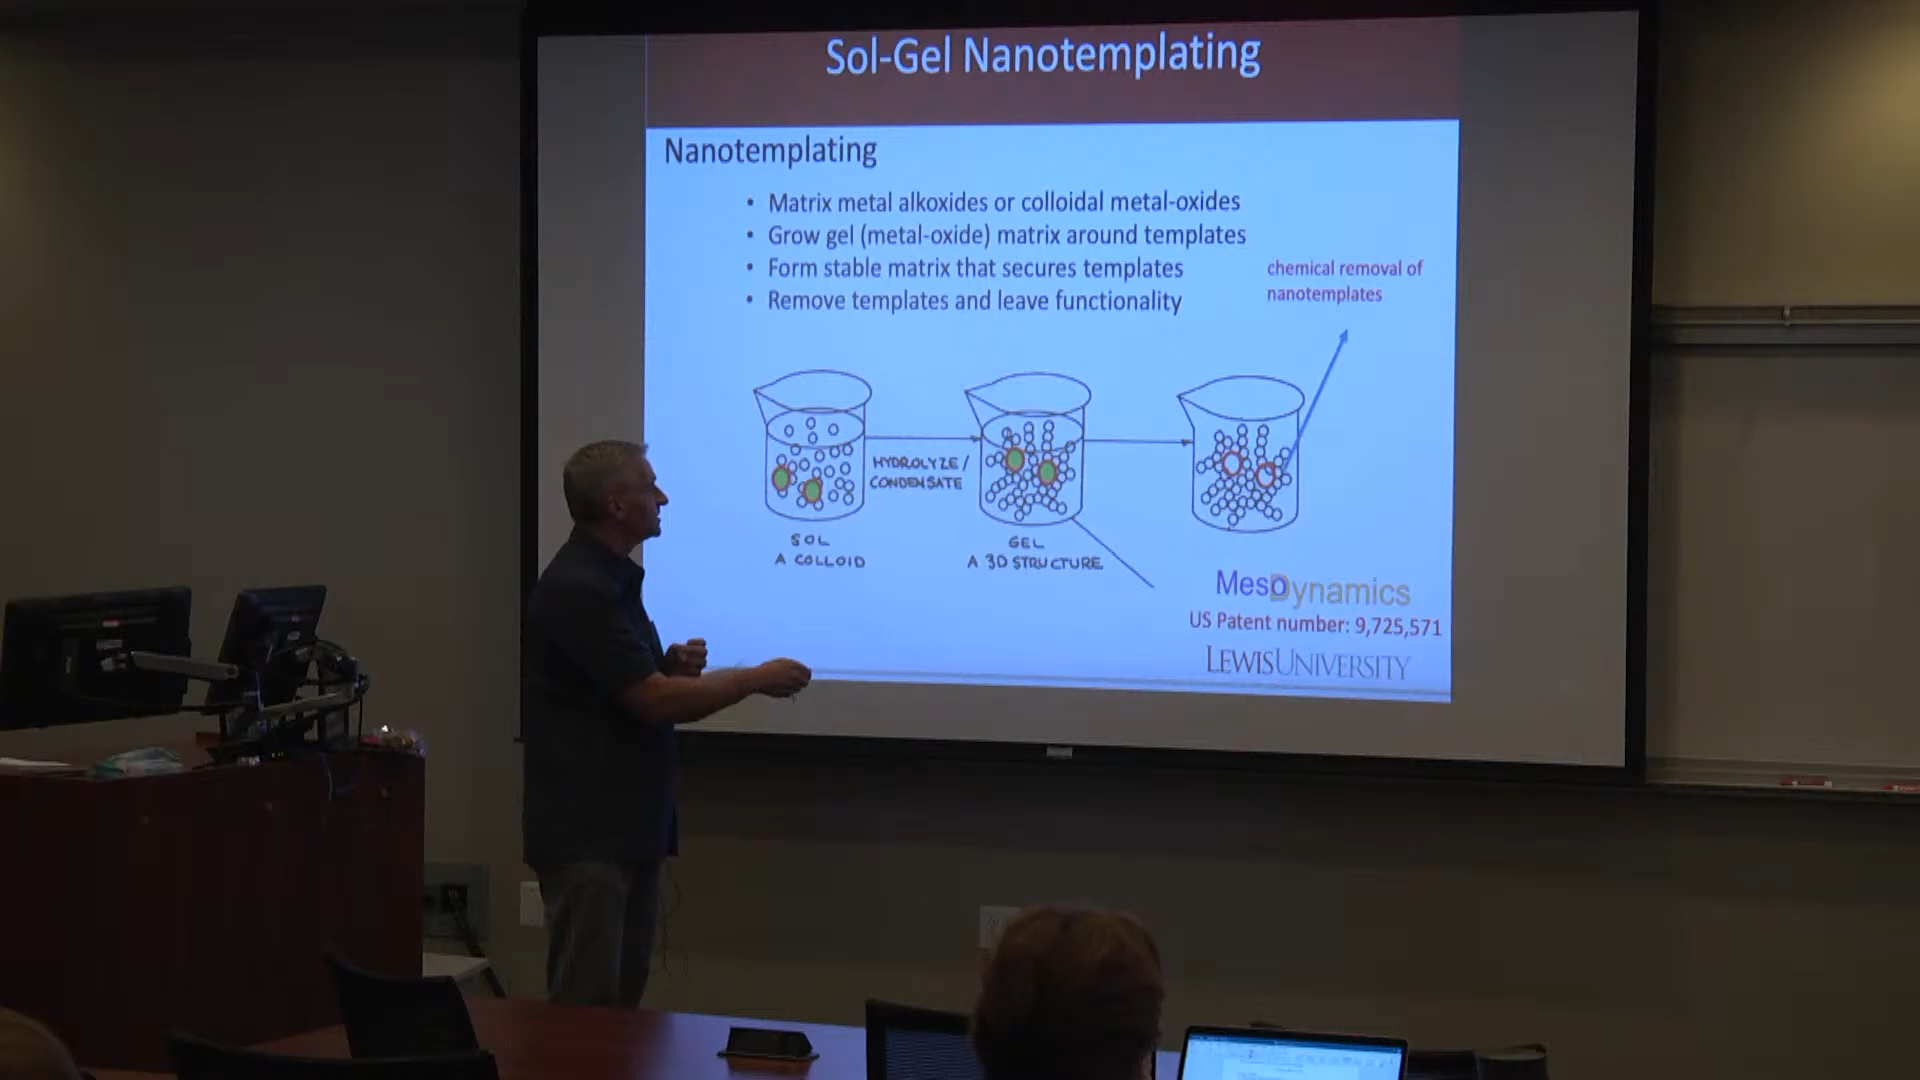 Sol-Gel Nanotemplating
Nanotemplating
• Matrix metal alkoxides or colloidal metal-oxides
• Grow gel (metal-oxide) matrix around templates
• Form stable matrix that secures templates
• Remove templates and leave functionality
chemical removal of
nanotemplates
HYDROLYZE/
CONDENSATE
SOL
A COLLOID
GEL
A 3D STRUCTURE
MesoDynamics
US Patent number: 9,725,571
LEWIS UNIVERSITY